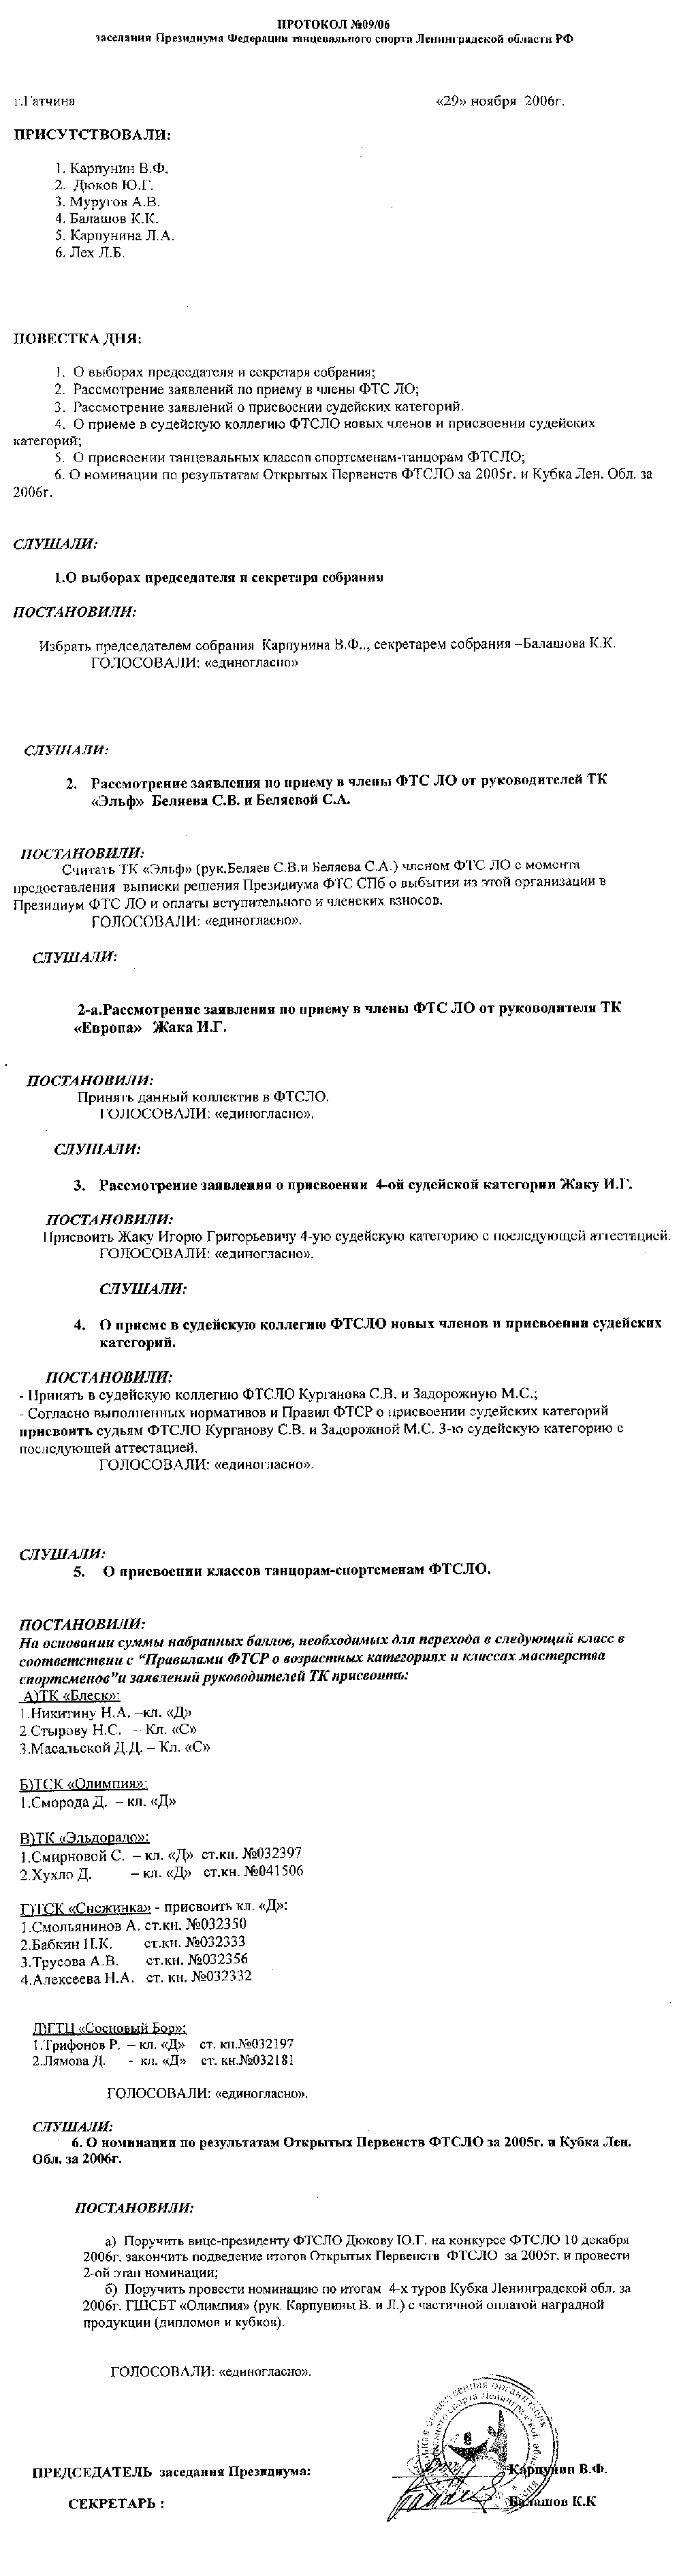 ПРОТОКОЛ №09/06
заседания Президиума Федерации танцевального спорта Ленинградской области РФ
г.Гатчина «29» ноября 2006г.
ПРИСУТСТВОВАЛИ:
1. Карпунин В.Ф.
2. Дюков Ю.Г.
3. Муругов А.В.
4. Балашов К.К.
5. Карпунина Л.А.
6. Лех Л.Б.
ПОВЕСТКА ДНЯ:
1. О выборах председателя и секретаря собрания;
2. Рассмотрение заявлений по приему в члены ФТС ЛО;
3. Рассмотрение заявлений о присвоении судейских категорий.
4. О приеме в судейскую коллегию ФТСЛО новых членов и присвоении судейских
категорий;
5. О присвоении танцевальных классов спортсменам-танцорам ФТСЛО;
6. О номинации по результатам Открытых Первенств ФТСЛО за 2005г. и Кубка Лен. Обл. за
2006г.
СЛУШАЛИ:
1.О выборах председателя и секретаря собрания
ПОСТАНОВИЛИ:
Избрать председателем собрания Карпунина В.Ф.., секретарем собрания –Балашова К.К.
ГОЛОСОВАЛИ: «единогласно»
СЛУШАЛИ:
2. Рассмотрение заявления по приему в члены ФТС ЛО от руководителей ТК
«Эльф» Беляева С.В. и Беляевой С.А.
ПОСТАНОВИЛИ:
Считать ТК «Эльф» (рук.Беляев С.В.и Беляева С.А.) членом ФТС ЛО с момента
предоставления выписки решения Президиума ФТС СПб о выбытии из этой организации в
Президиум ФТС ЛО и оплаты вступительного и членских взносов.
ГОЛОСОВАЛИ: «единогласно».
СЛУШАЛИ:
2-а.Рассмотрение заявления по приему в члены ФТС ЛО от руководителя ТК
«Европа» Жака И.Г.
ПОСТАНОВИЛИ:
Принять данный коллектив в ФТСЛО.
ГОЛОСОВАЛИ: «единогласно».
СЛУШАЛИ:
3. Рассмотрение заявления о присвоении 4-ой судейской категории Жаку И.Г.
ПОСТАНОВИЛИ:
Присвоить Жаку Игорю Григорьевичу 4-ую судейскую категорию с последующей аттестацией.
ГОЛОСОВАЛИ: «единогласно».
СЛУШАЛИ:
4. О приеме в судейскую коллегию ФТСЛО новых членов и присвоении судейских
категорий.
ПОСТАНОВИЛИ:
- Принять в судейскую коллегию ФТСЛО Курганова С.В. и Задорожную М.С.;
- Согласно выполненных нормативов и Правил ФТСР о присвоении судейских категорий
присвоить судьям ФТСЛО Курганову С.В. и Задорожной М.С. 3-ю судейскую категорию с
последующей аттестацией.
ГОЛОСОВАЛИ: «единогласно».
СЛУШАЛИ:
5. О присвоении классов танцорам-спортсменам ФТСЛО.
ПОСТАНОВИЛИ:
На основании суммы набранных баллов, необходимых для перехода в следующий класс в
соответствии с “Правилами ФТСР о возрастных категориях и классах мастерства
спортсменов”и заявлений руководителей ТК присвоить:
А)ТК «Блеск»:
1.Никитину Н.А. –кл. «Д»
2.Стырову Н.С. - Кл. «С»
3.Масальской Д.Д. – Кл. «С»
Б)ТСК «Олимпия»:
1.Сморода Д. – кл. «Д»
В)ТК «Эльдорадо»:
1.Смирновой С. – кл. «Д» ст.кн. №032397
2.Хухло Д. – кл. «Д» ст.кн. №041506
Г)ТСК «Снежинка» - присвоить кл. «Д»:
1.Смольянинов А. ст.кн. №032350
2.Бабкин Н.К. ст.кн. №032333
3.Трусова А.В. ст.кн. №032356
4.Алексеева Н.А. ст. кн. №032332
Д)ГТЦ «Сосновый Бор»:
1.Трифонов Р. – кл. «Д» ст. кн.№032197
2.Лямова Д. - кл. «Д» ст. кн.№032181
ГОЛОСОВАЛИ: «единогласно».
СЛУШАЛИ:
6. О номинации по результатам Открытых Первенств ФТСЛО за 2005г. и Кубка Лен.
Обл. за 2006г.
ПОСТАНОВИЛИ:
а) Поручить вице-президенту ФТСЛО Дюкову Ю.Г. на конкурсе ФТСЛО 10 декабря
2006г. закончить подведение итогов Открытых Первенств ФТСЛО за 2005г. и провести
2-ой этап номинации;
б) Поручить провести номинацию по итогам 4-х туров Кубка Ленинградской обл. за
2006г. ГШСБТ «Олимпия» (рук. Карпунины В. и Л.) с частичной оплатой наградной
продукции (дипломов и кубков).
ГОЛОСОВАЛИ: «единогласно».
ПРЕДСЕДАТЕЛЬ заседания Президиума: Карпунин В.Ф.
СЕКРЕТАРЬ : Балашов К.К